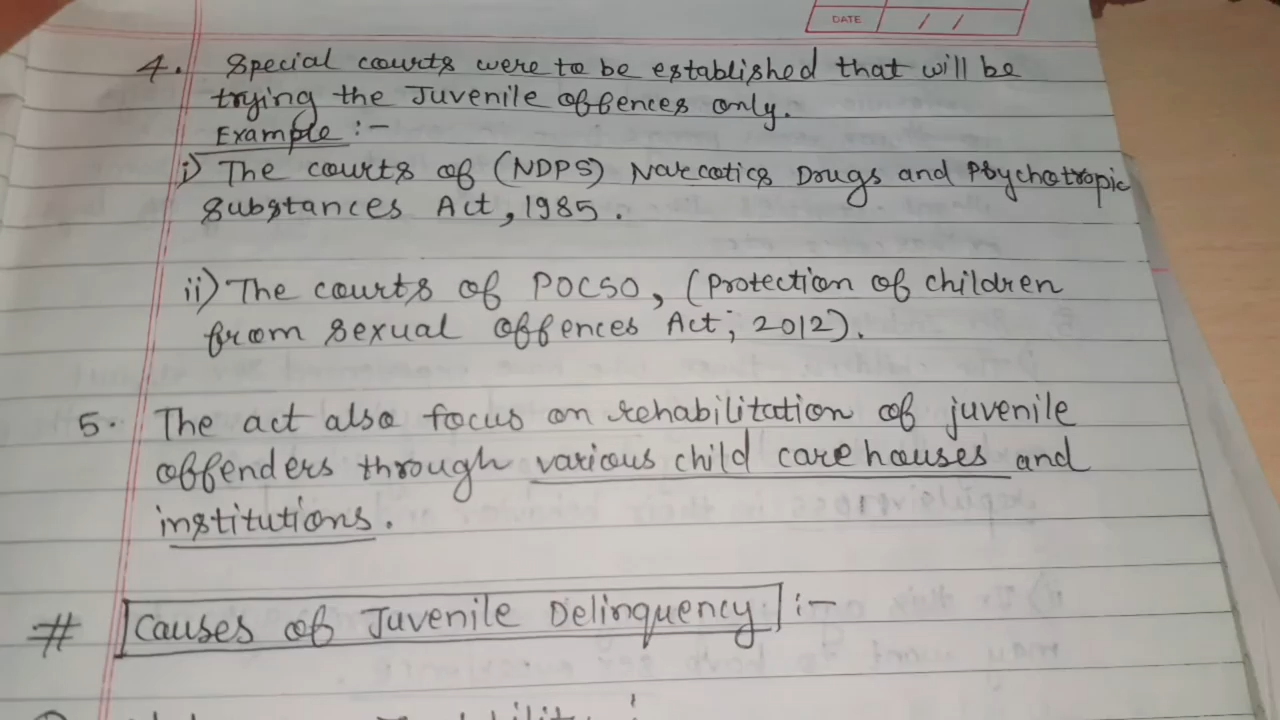 DATE / /
4. Special courts were to be established that will be
trying the Juvenile offences only.
Example :-
i) The courts of (NDPS) Narcotics Drugs and Psychotropic
Substances Act, 1985.
ii) The courts of POCSO, (Protection of children
from sexual offences Act, 2012).
5. The act also focus on rehabilitation of juvenile
offenders through various child care houses and
institutions.
# Causes of Juvenile Delinquency :-